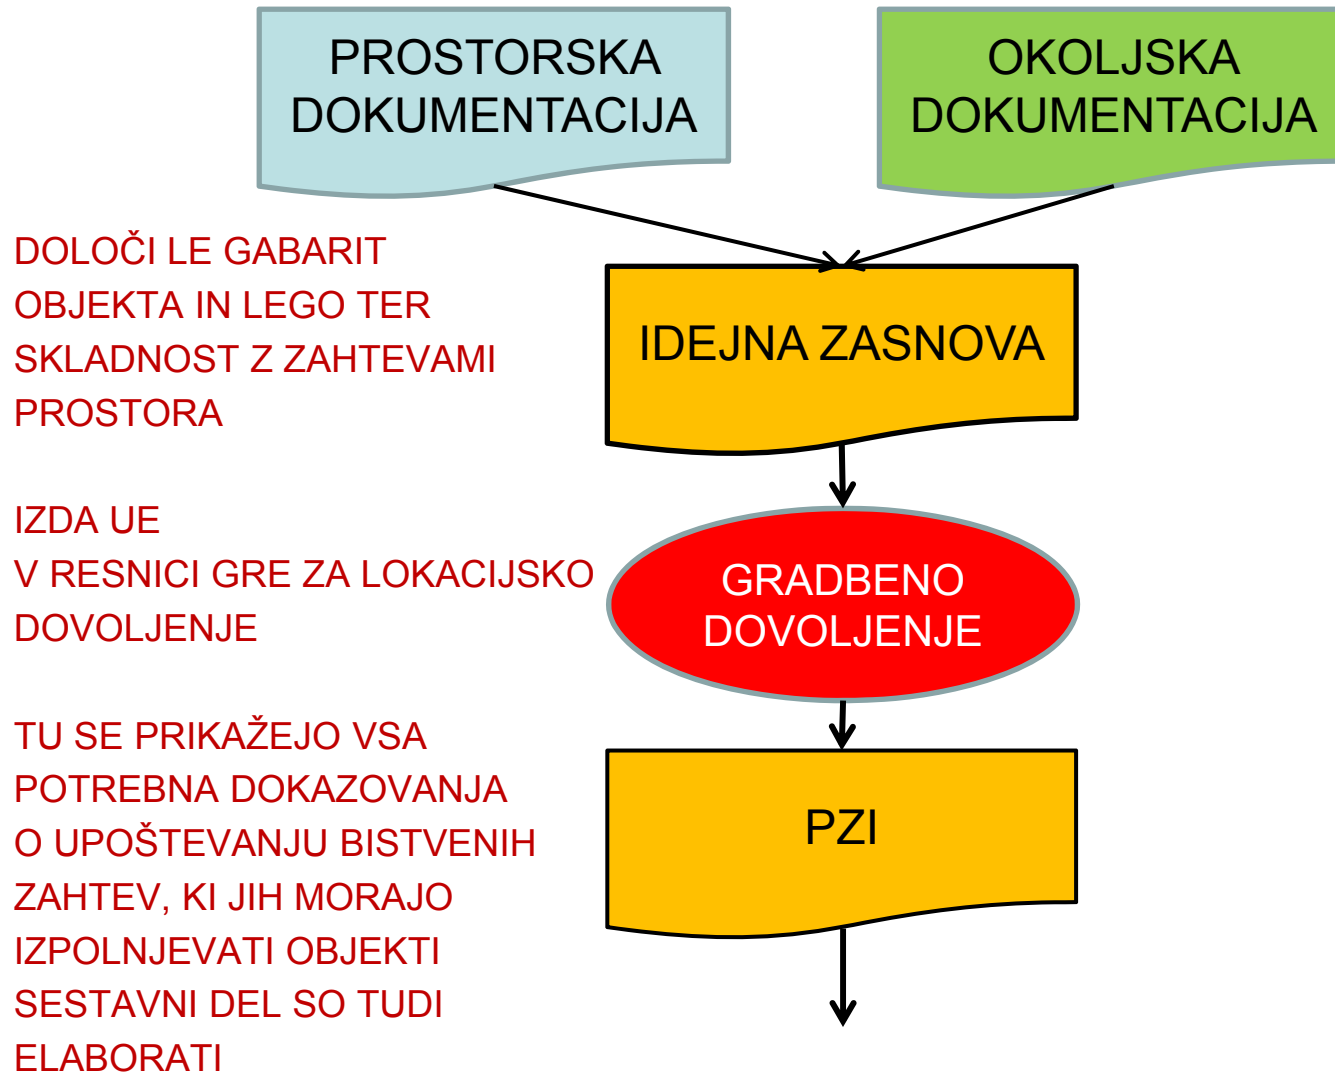 PROSTORSKA
DOKUMENTACIJA
OKOLJSKA
DOKUMENTACIJA
DOLOČI LE GABARIT
OBJEKTA IN LEGO TER
SKLADNOST Z ZAHTEVAMI
PROSTORA
IDEJNA ZASNOVA
IZDA UE
V RESNICI GRE ZA LOKACIJSKO
DOVOLJENJE
GRADBENO
DOVOLJENJE
TU SE PRIKAŽEJO VSA
POTREBNA DOKAZOVANJA
O UPOŠTEVANJU BISTVENIH
ZAHTEV, KI JIH MORAJO
IZPOLNJEVATI OBJEKTI
SESTAVNI DEL SO TUDI
ELABORATI
PZI